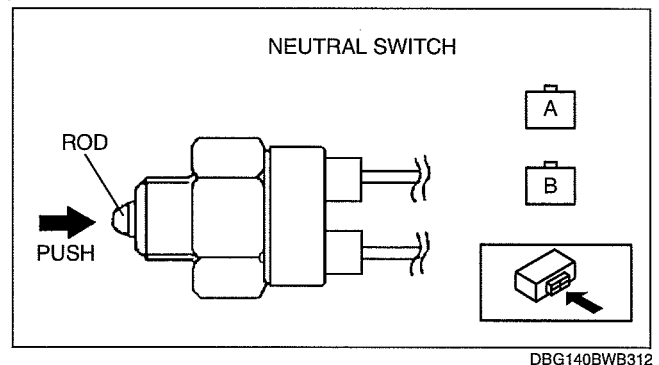 NEUTRAL SWITCH
A
ROD
B
PUSH
DBG140BWB312